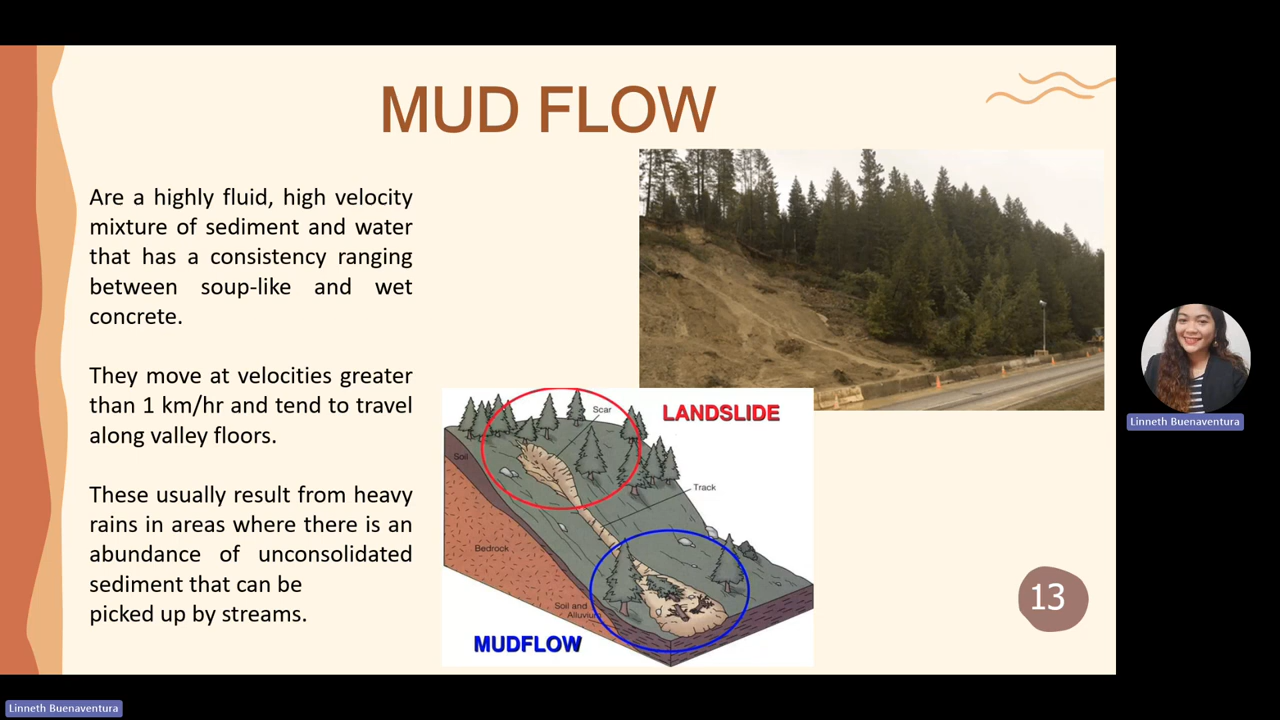 MUD FLOW
Are a highly fluid, high velocity
mixture of sediment and water
that has a consistency ranging
between soup-like and wet
concrete.
They move at velocities greater
than 1 km/hr and tend to travel
along valley floors.
These usually result from heavy
rains in areas where there is an
abundance of unconsolidated
sediment that can be
picked up by streams.
LANDSLIDE
Scar
Soil
Track
Bedrock
Soil and
Alluvium
MUDFLOW
13
Linneth Buenaventura
Linneth Buenaventura